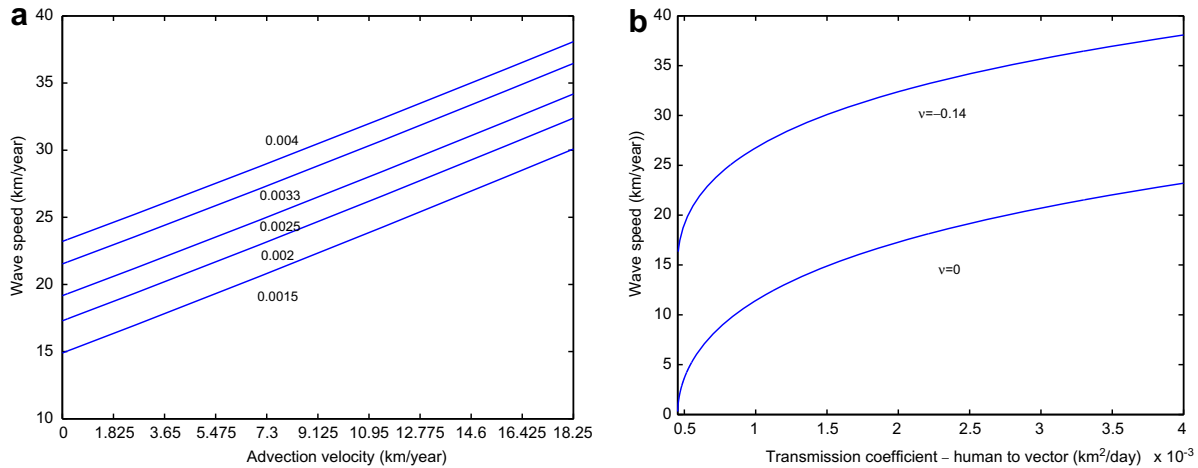 a
40
35
30
25
20
15
10
Wave speed (km/year)
0.004
0.0033
0.0025
0.002
0.0015
0 1.825 3.65 5.475 7.3 9.125 10.95 12.775 14.6 16.425 18.25
Advection velocity (km/year)
b
40
35
30
25
20
15
10
5
0
Wave speed (km/year))
ν=−0.14
ν=0
0.5 1 1.5 2 2.5 3 3.5 4
Transmission coefficient – human to vector (km²/day) x 10⁻³